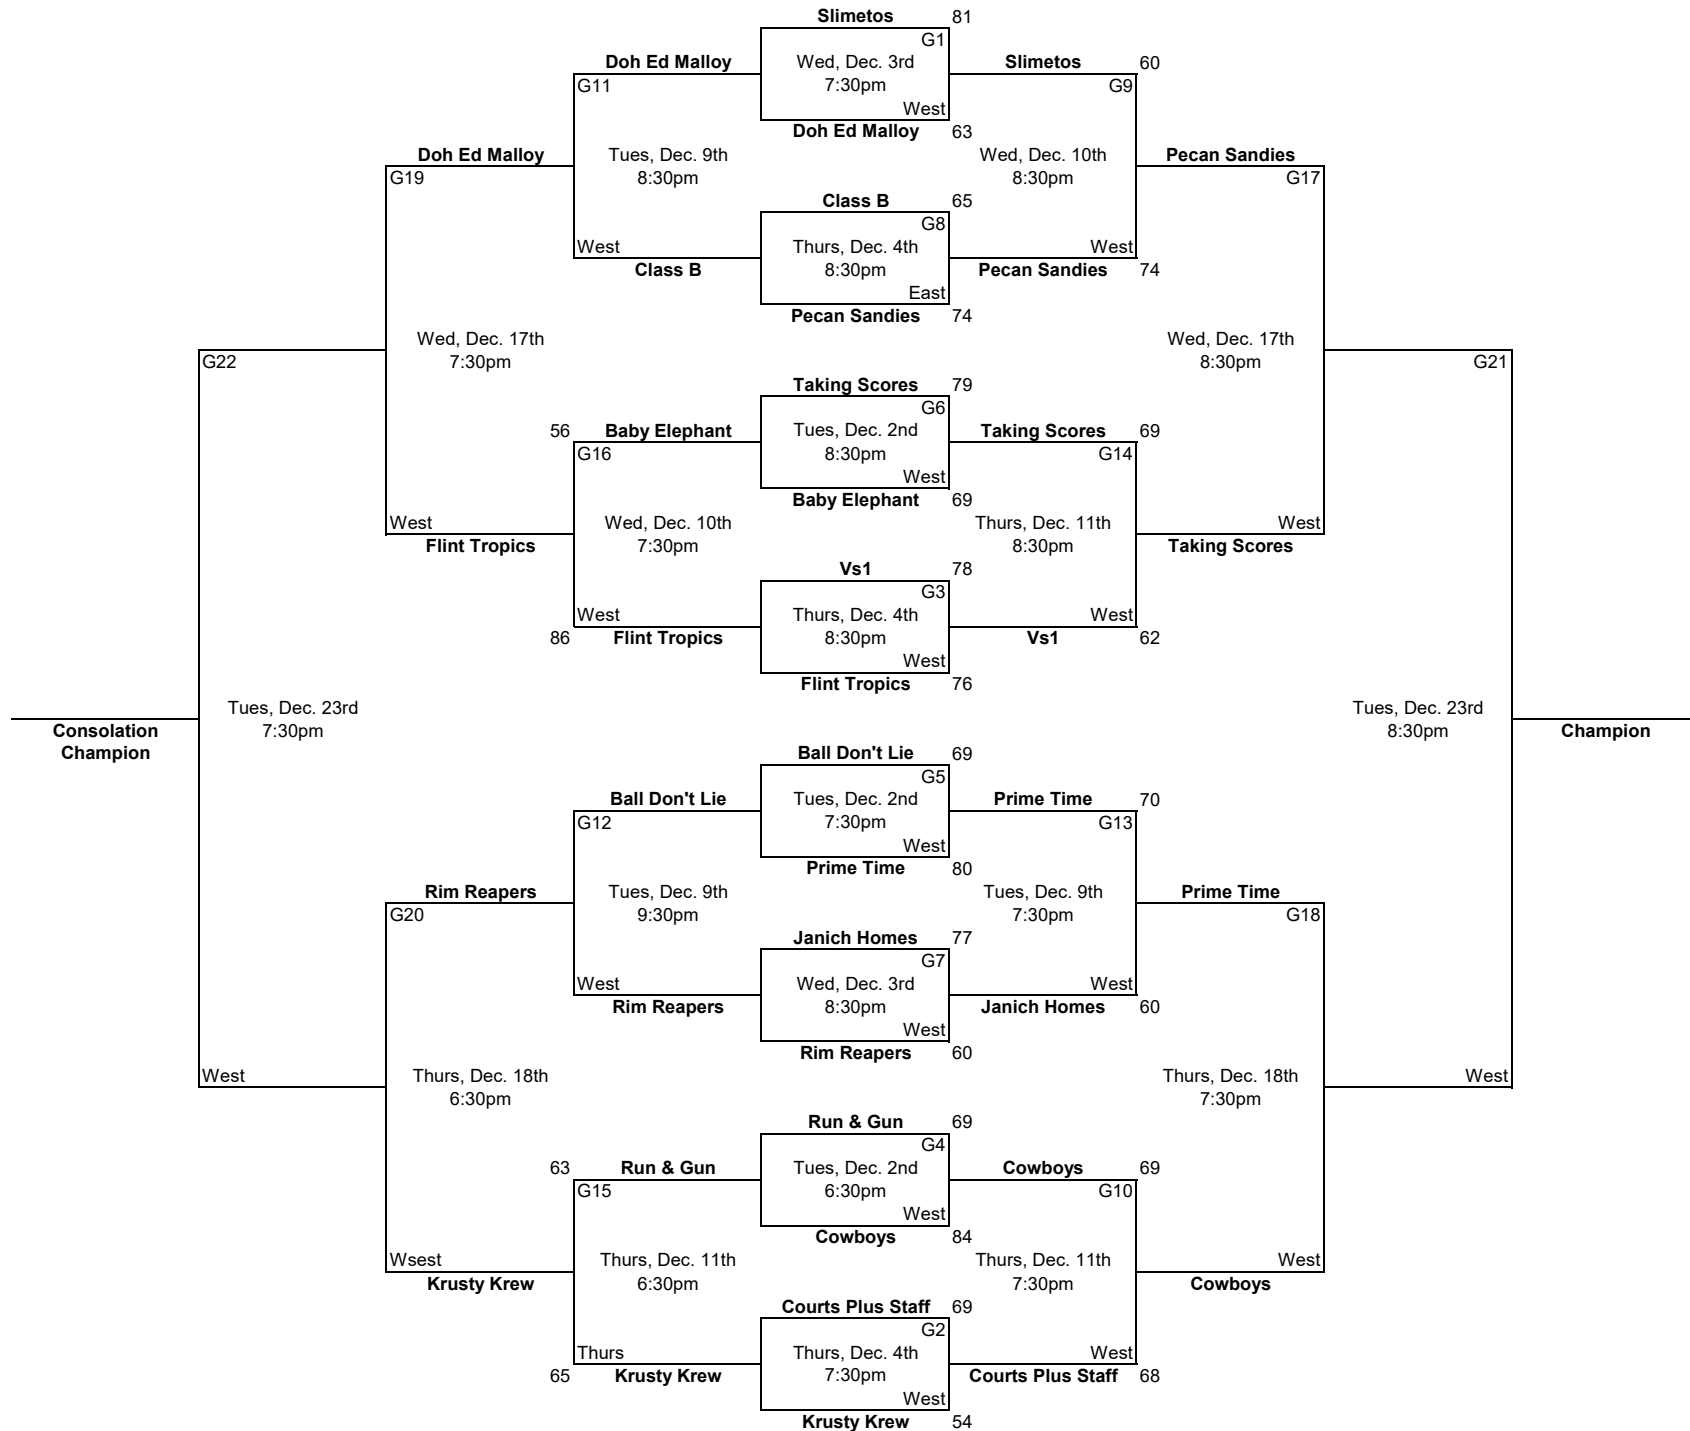 Slimetos 81
G1
Doh Ed Malloy Wed, Dec. 3rd Slimetos 60
G11 7:30pm G9
West
Doh Ed Malloy 63
Doh Ed Malloy Tues, Dec. 9th Wed, Dec. 10th Pecan Sandies
G19 8:30pm 8:30pm G17
Class B 65
G8
West Thurs, Dec. 4th West
Class B 8:30pm Pecan Sandies 74
East
Pecan Sandies 74
Wed, Dec. 17th Wed, Dec. 17th
G22 7:30pm 8:30pm G21
Taking Scores 79
G6
56 Baby Elephant Tues, Dec. 2nd Taking Scores 69
G16 8:30pm G14
West
Baby Elephant 69
West Wed, Dec. 10th Thurs, Dec. 11th West
Flint Tropics 7:30pm 8:30pm Taking Scores
Vs1 78
G3
West Thurs, Dec. 4th West
86 Flint Tropics 8:30pm Vs1 62
West
Flint Tropics 76
Tues, Dec. 23rd Tues, Dec. 23rd
Consolation 7:30pm 8:30pm Champion
Champion
Ball Don't Lie 69
G5
Ball Don't Lie Tues, Dec. 2nd Prime Time 70
G12 7:30pm G13
West
Prime Time 80
Rim Reapers Tues, Dec. 9th Tues, Dec. 9th Prime Time
G20 9:30pm 7:30pm G18
Janich Homes 77
G7
West Wed, Dec. 3rd West
Rim Reapers 8:30pm Janich Homes 60
West
Rim Reapers 60
West Thurs, Dec. 18th Thurs, Dec. 18th West
6:30pm 7:30pm
Run & Gun 69
G4
63 Run & Gun Tues, Dec. 2nd Cowboys 69
G15 6:30pm G10
West
Cowboys 84
Wsest Thurs, Dec. 11th Thurs, Dec. 11th West
Krusty Krew 6:30pm 7:30pm Cowboys
Courts Plus Staff 69
G2
Thurs Thurs, Dec. 4th West
65 Krusty Krew 7:30pm Courts Plus Staff 68
West
Krusty Krew 54